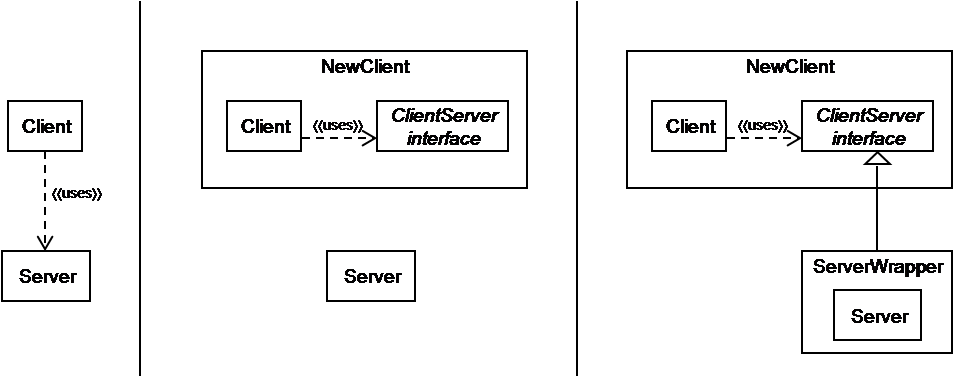 Client
<<uses>>
Server
NewClient
Client
<<uses>>
ClientServer
interface
Server
NewClient
Client
<<uses>>
ClientServer
interface
ServerWrapper
Server